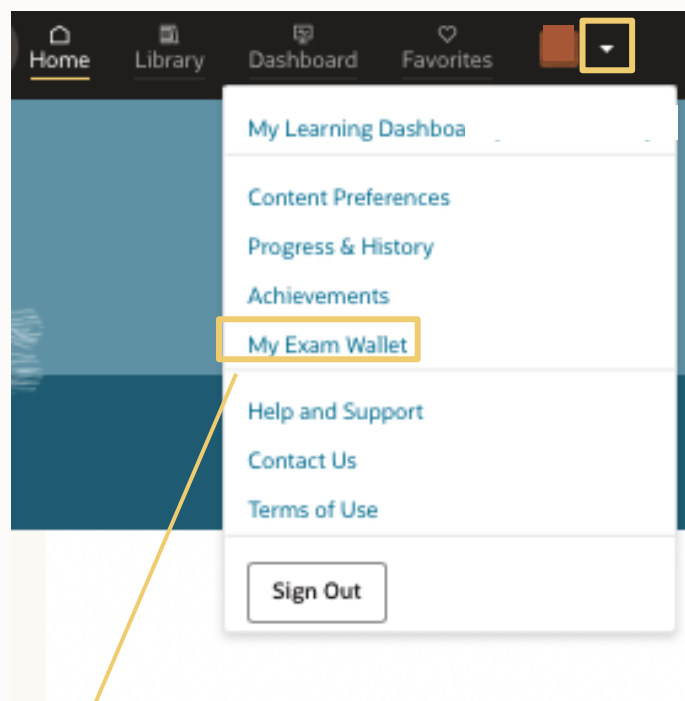 Home
Library
Dashboard
Favorites
My Learning Dashboa
Content Preferences
Progress & History
Achievements
My Exam Wallet
Help and Support
Contact Us
Terms of Use
Sign Out